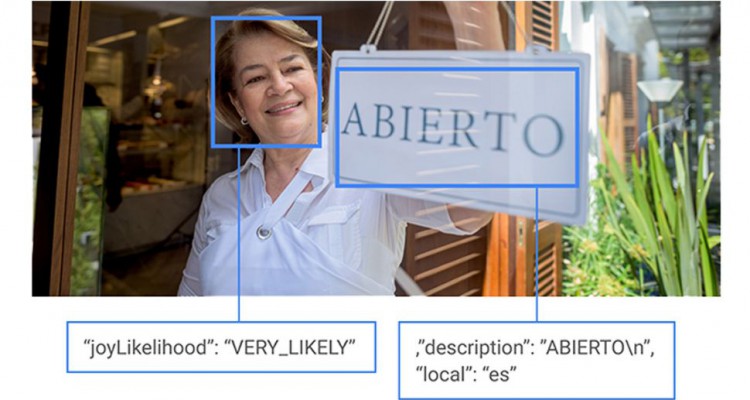 ABIERTO
“joyLikelihood”: “VERY_LIKELY”
,”description”: ”ABIERTO\n”,
“local”: “es”